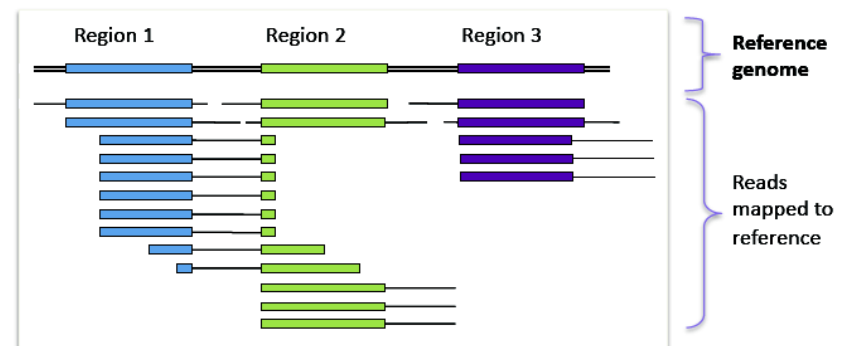 Region 1
Region 2
Region 3
Reference
genome
Reads
mapped to
reference